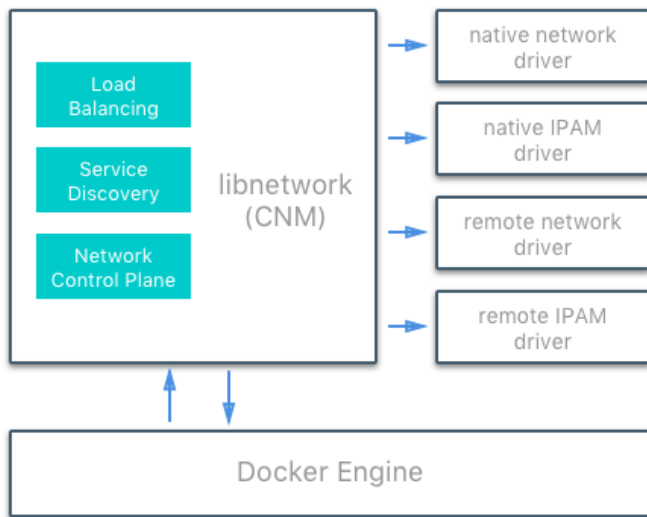 Load
Balancing
Service
Discovery
Network
Control Plane
libnetwork
(CNM)
native network
driver
native IPAM
driver
remote network
driver
remote IPAM
driver
Docker Engine